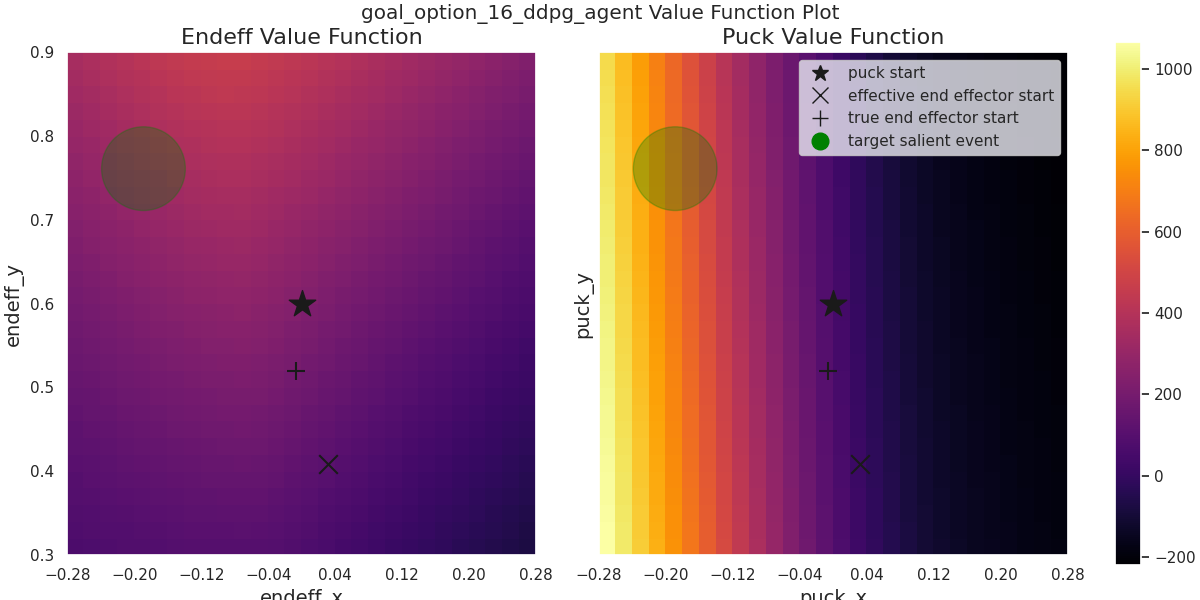 goal_option_16_ddpg_agent Value Function Plot
Endeff Value Function
Puck Value Function
0.9
0.8
0.7
0.6
0.5
0.4
0.3
endeff_y
−0.28 −0.20 −0.12 −0.04 0.04 0.12 0.20 0.28
endeff_x
puck_y
puck start
effective end effector start
true end effector start
target salient event
−0.28 −0.20 −0.12 −0.04 0.04 0.12 0.20 0.28
puck_x
1000
800
600
400
200
0
−200